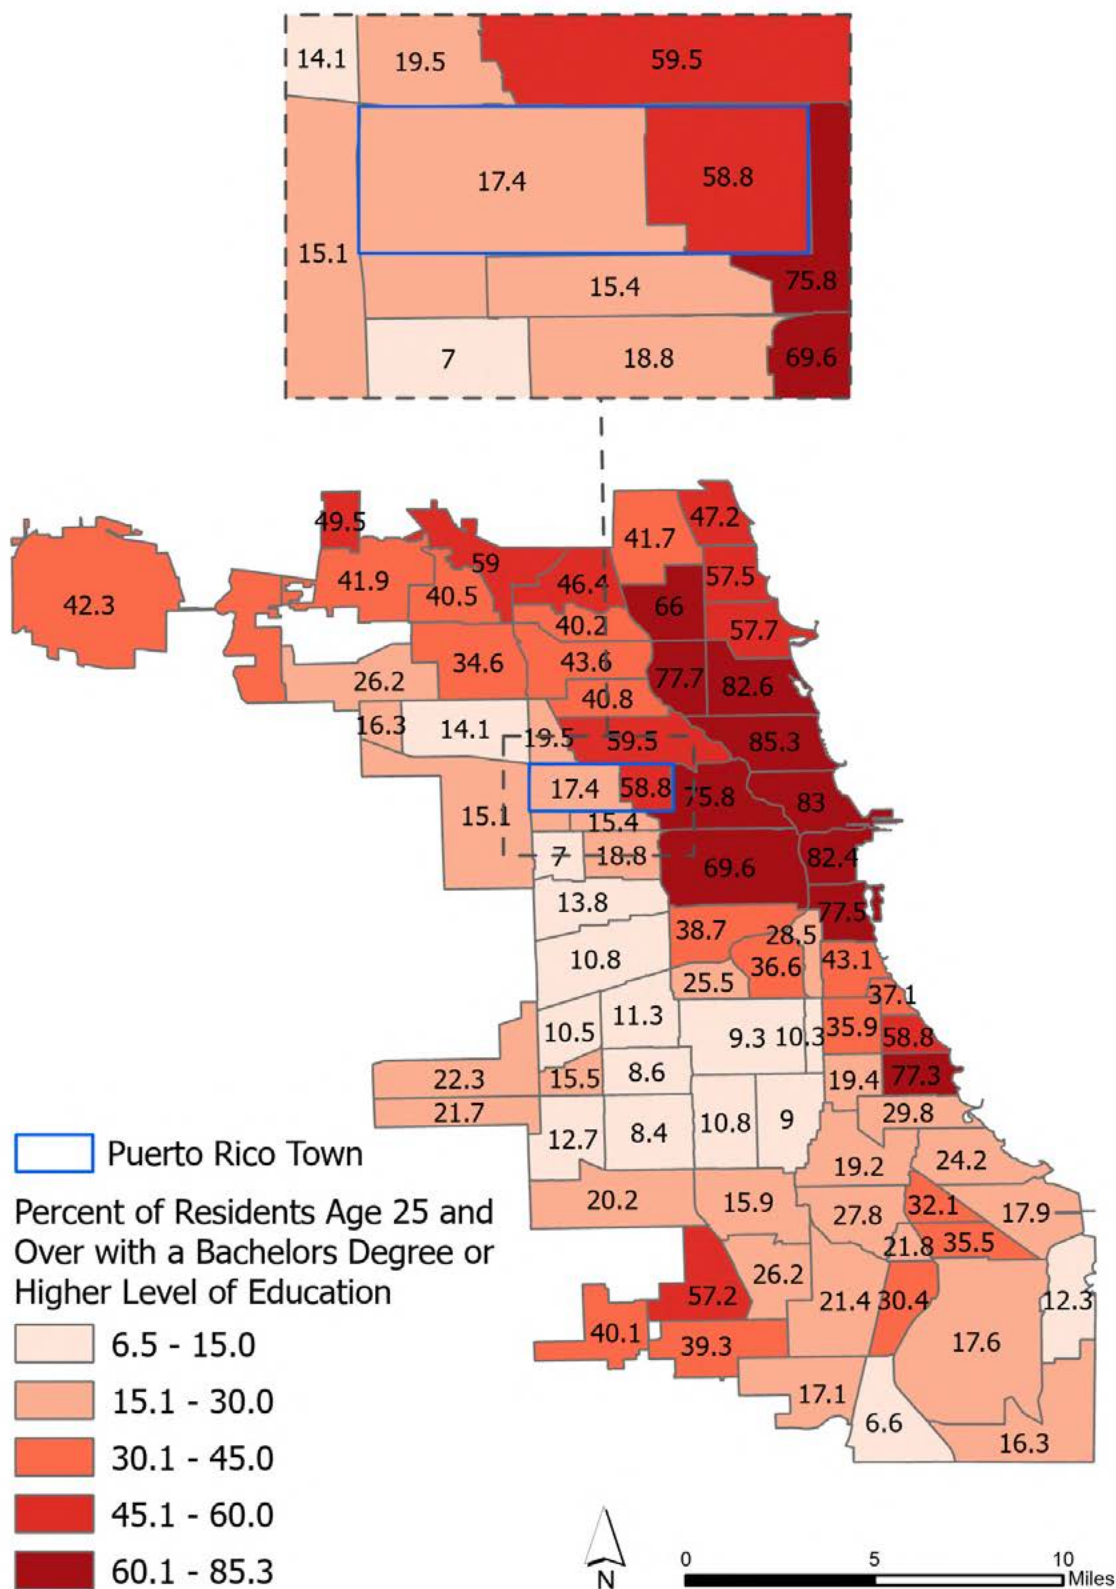 14.1 19.5 59.5
17.4 58.8
15.1
15.4 75.8
7 18.8 69.6
49.5 47.2
41.7
59
42.3 41.9 40.5 46.4 57.5
66
40.2 57.7
34.6 43.6
26.2 77.7 82.6
40.8
16.3 14.1 19.5 59.5 85.3
17.4 58.8 75.8 83
15.1 15.4
7 18.8 69.6 82.4
13.8 77.5
38.7 28.5
10.8 36.6 43.1
25.5 37.1
10.5 11.3 9.3 10.3 35.9 58.8
22.3 15.5 8.6 19.4 77.3
21.7 29.8
12.7 8.4 10.8 9
Puerto Rico Town
19.2 24.2
20.2 15.9 27.8 32.1 17.9
Percent of Residents Age 25 and
Over with a Bachelors Degree or
Higher Level of Education
21.8 35.5
26.2
57.2 21.4 30.4 12.3
40.1 39.3 17.6
6.5 - 15.0
15.1 - 30.0
17.1
6.6 16.3
30.1 - 45.0
45.1 - 60.0
60.1 - 85.3
N
0 5 10
Miles